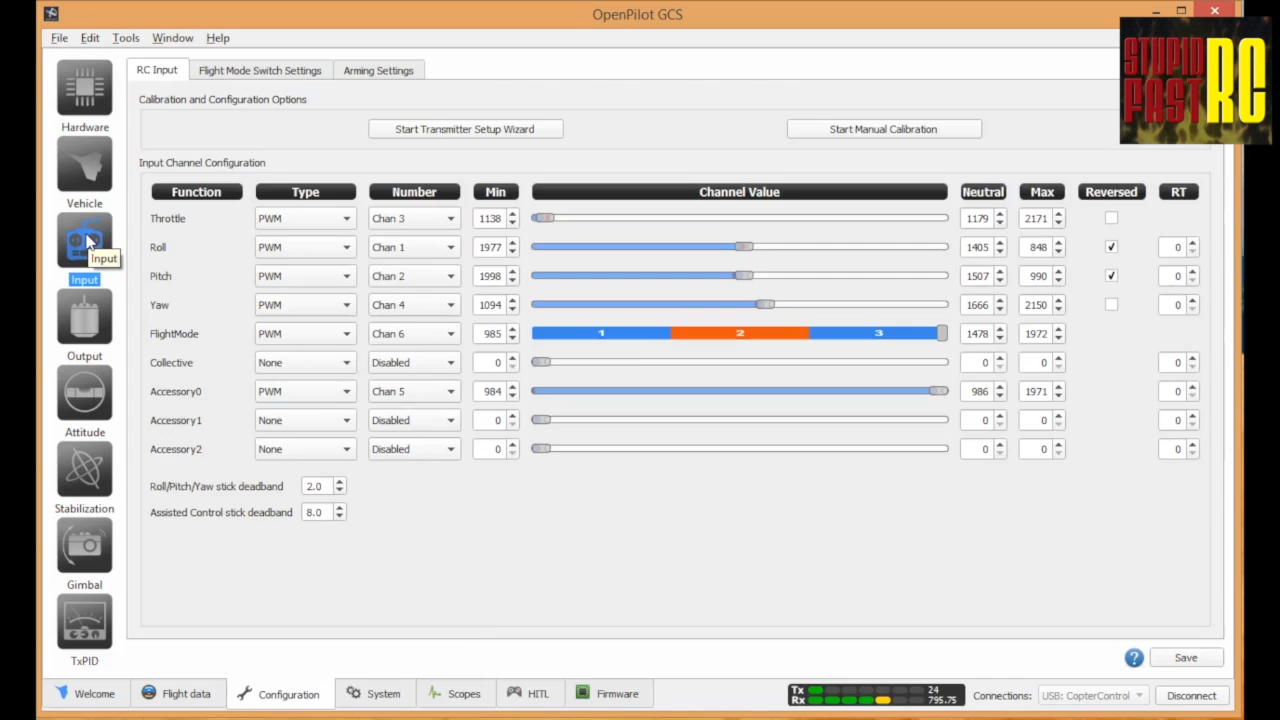 OpenPilot GCS
File Edit Tools Window Help
STUPID FAST RC
RC Input Flight Mode Switch Settings Arming Settings
Calibration and Configuration Options
Start Transmitter Setup Wizard Start Manual Calibration
Input Channel Configuration
Function Type Number Min Channel Value Neutral Max Reversed RT
Throttle PWM Chan 3 1138 1179 2171
Roll PWM Chan 1 1977 1405 848 0
Pitch PWM Chan 2 1998 1507 990 0
Yaw PWM Chan 4 1094 1666 2150 0
FlightMode PWM Chan 6 985 1 2 3 1478 1972
Collective None Disabled 0 0 0 0
Accessory0 PWM Chan 5 984 986 1971 0
Accessory1 None Disabled 0 0 0 0
Accessory2 None Disabled 0 0 0 0
Roll/Pitch/Yaw stick deadband 2.0
Assisted Control stick deadband 8.0
Hardware
Vehicle
Input
Input
Output
Attitude
Stabilization
Gimbal
TxPID
? Save
Welcome Flight data Configuration System Scopes HITL Firmware
Tx 24
Rx 795.75
Connections: USB: CopterControl Disconnect